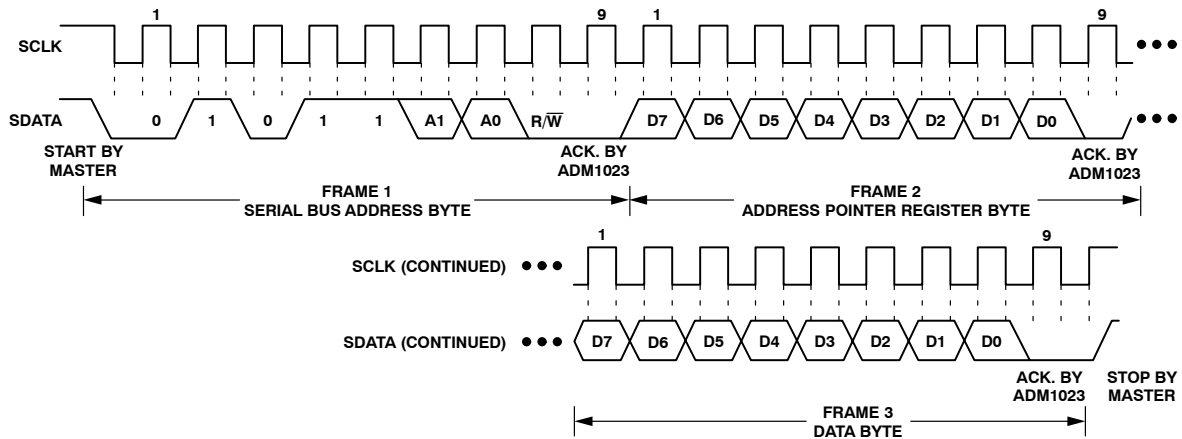 1 9 1 9
SCLK
SDATA 0 1 0 1 1 A1 A0 R/W̅ D7 D6 D5 D4 D3 D2 D1 D0
START BY
MASTER
ACK. BY
ADM1023
ACK. BY
ADM1023
FRAME 1
SERIAL BUS ADDRESS BYTE
FRAME 2
ADDRESS POINTER REGISTER BYTE
1 9
SCLK (CONTINUED)
SDATA (CONTINUED) D7 D6 D5 D4 D3 D2 D1 D0
ACK. BY
ADM1023
STOP BY
MASTER
FRAME 3
DATA BYTE